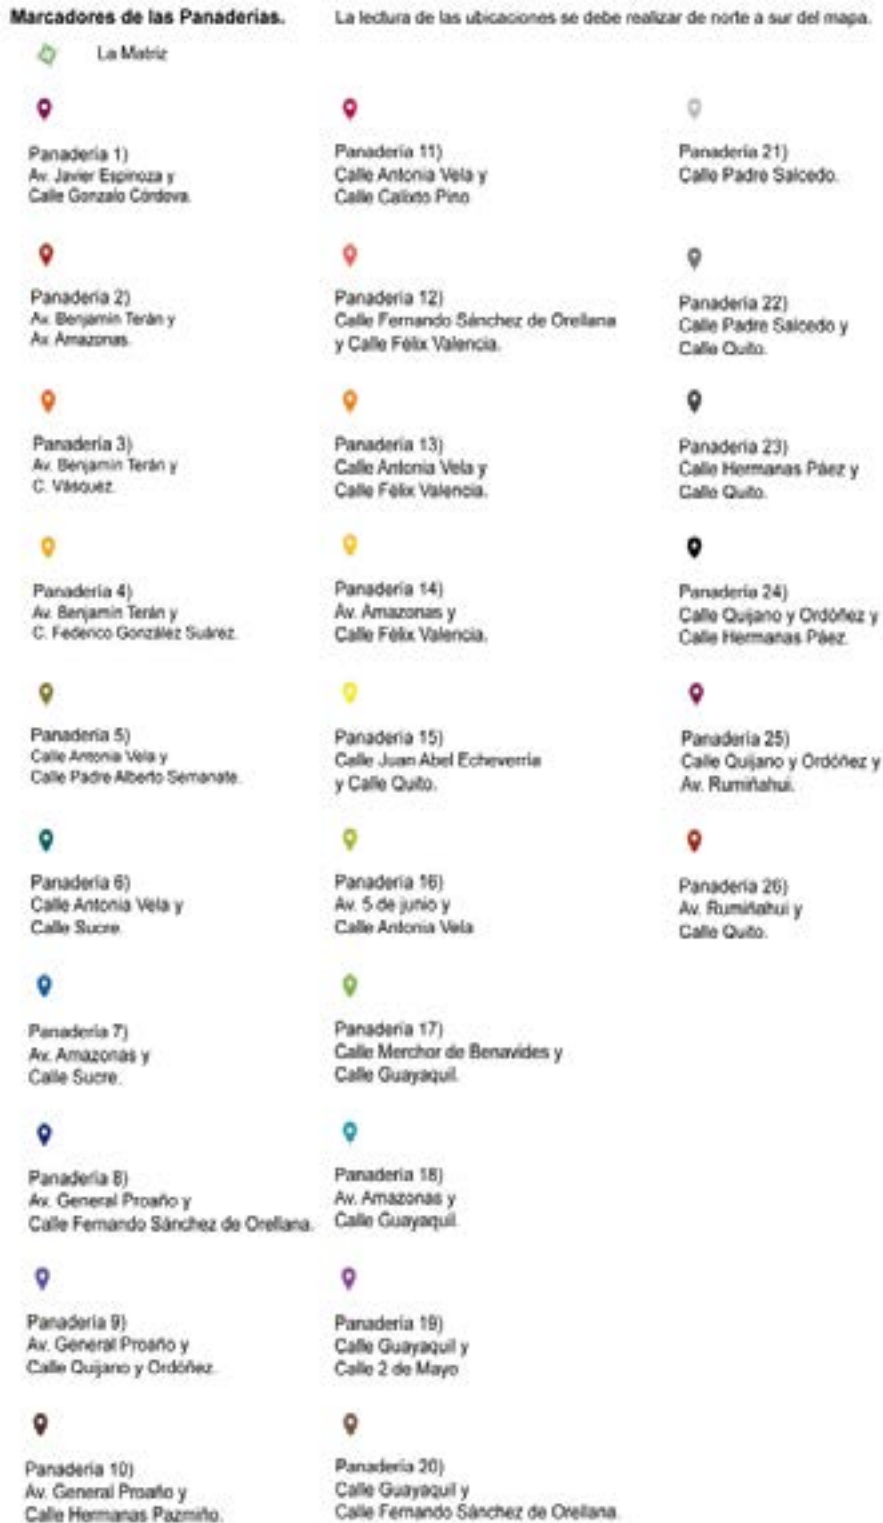 Marcadores de las Panaderías.
La lectura de las ubicaciones se debe realizar de norte a sur del mapa.
La Matriz
Panadería 1)
Av. Javier Espinoza y
Calle Gonzalo Córdova.
Panadería 2)
Av. Benjamín Terán y
Av. Amazonas.
Panadería 3)
Av. Benjamín Terán y
C. Vásquez.
Panadería 4)
Av. Benjamín Terán y
C. Federico González Suárez.
Panadería 5)
Calle Antonia Vela y
Calle Padre Alberto Semanate.
Panadería 6)
Calle Antonia Vela y
Calle Sucre.
Panadería 7)
Av. Amazonas y
Calle Sucre.
Panadería 8)
Av. General Proaño y
Calle Fernando Sánchez de Orellana.
Panadería 9)
Av. General Proaño y
Calle Quijano y Ordóñez.
Panadería 10)
Av. General Proaño y
Calle Hermanas Pazmiño.
Panadería 11)
Calle Antonia Vela y
Calle Calixto Pino
Panadería 12)
Calle Fernando Sánchez de Orellana
y Calle Félix Valencia.
Panadería 13)
Calle Antonia Vela y
Calle Félix Valencia.
Panadería 14)
Av. Amazonas y
Calle Félix Valencia.
Panadería 15)
Calle Juan Abel Echeverría
y Calle Quito.
Panadería 16)
Av. 5 de junio y
Calle Antonia Vela
Panadería 17)
Calle Merchor de Benavides y
Calle Guayaquil.
Panadería 18)
Av. Amazonas y
Calle Guayaquil.
Panadería 19)
Calle Guayaquil y
Calle 2 de Mayo
Panadería 20)
Calle Guayaquil y
Calle Fernando Sánchez de Orellana.
Panadería 21)
Calle Padre Salcedo.
Panadería 22)
Calle Padre Salcedo y
Calle Quito.
Panadería 23)
Calle Hermanas Páez y
Calle Quito.
Panadería 24)
Calle Quijano y Ordóñez y
Calle Hermanas Páez.
Panadería 25)
Calle Quijano y Ordóñez y
Av. Rumiñahui.
Panadería 26)
Av. Rumiñahui y
Calle Quito.